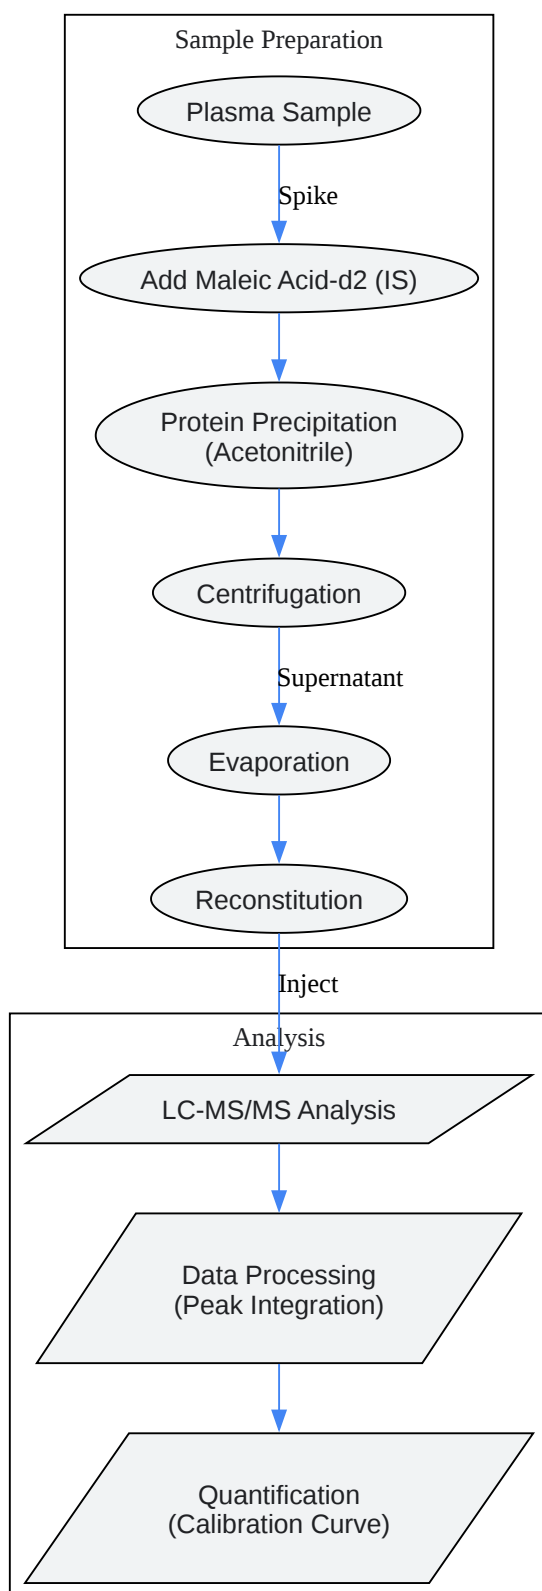 Sample Preparation
Plasma Sample
Spike
Add Maleic Acid-d2 (IS)
Protein Precipitation
(Acetonitrile)
Centrifugation
Supernatant
Evaporation
Reconstitution
Inject
Analysis
LC-MS/MS Analysis
Data Processing
(Peak Integration)
Quantification
(Calibration Curve)